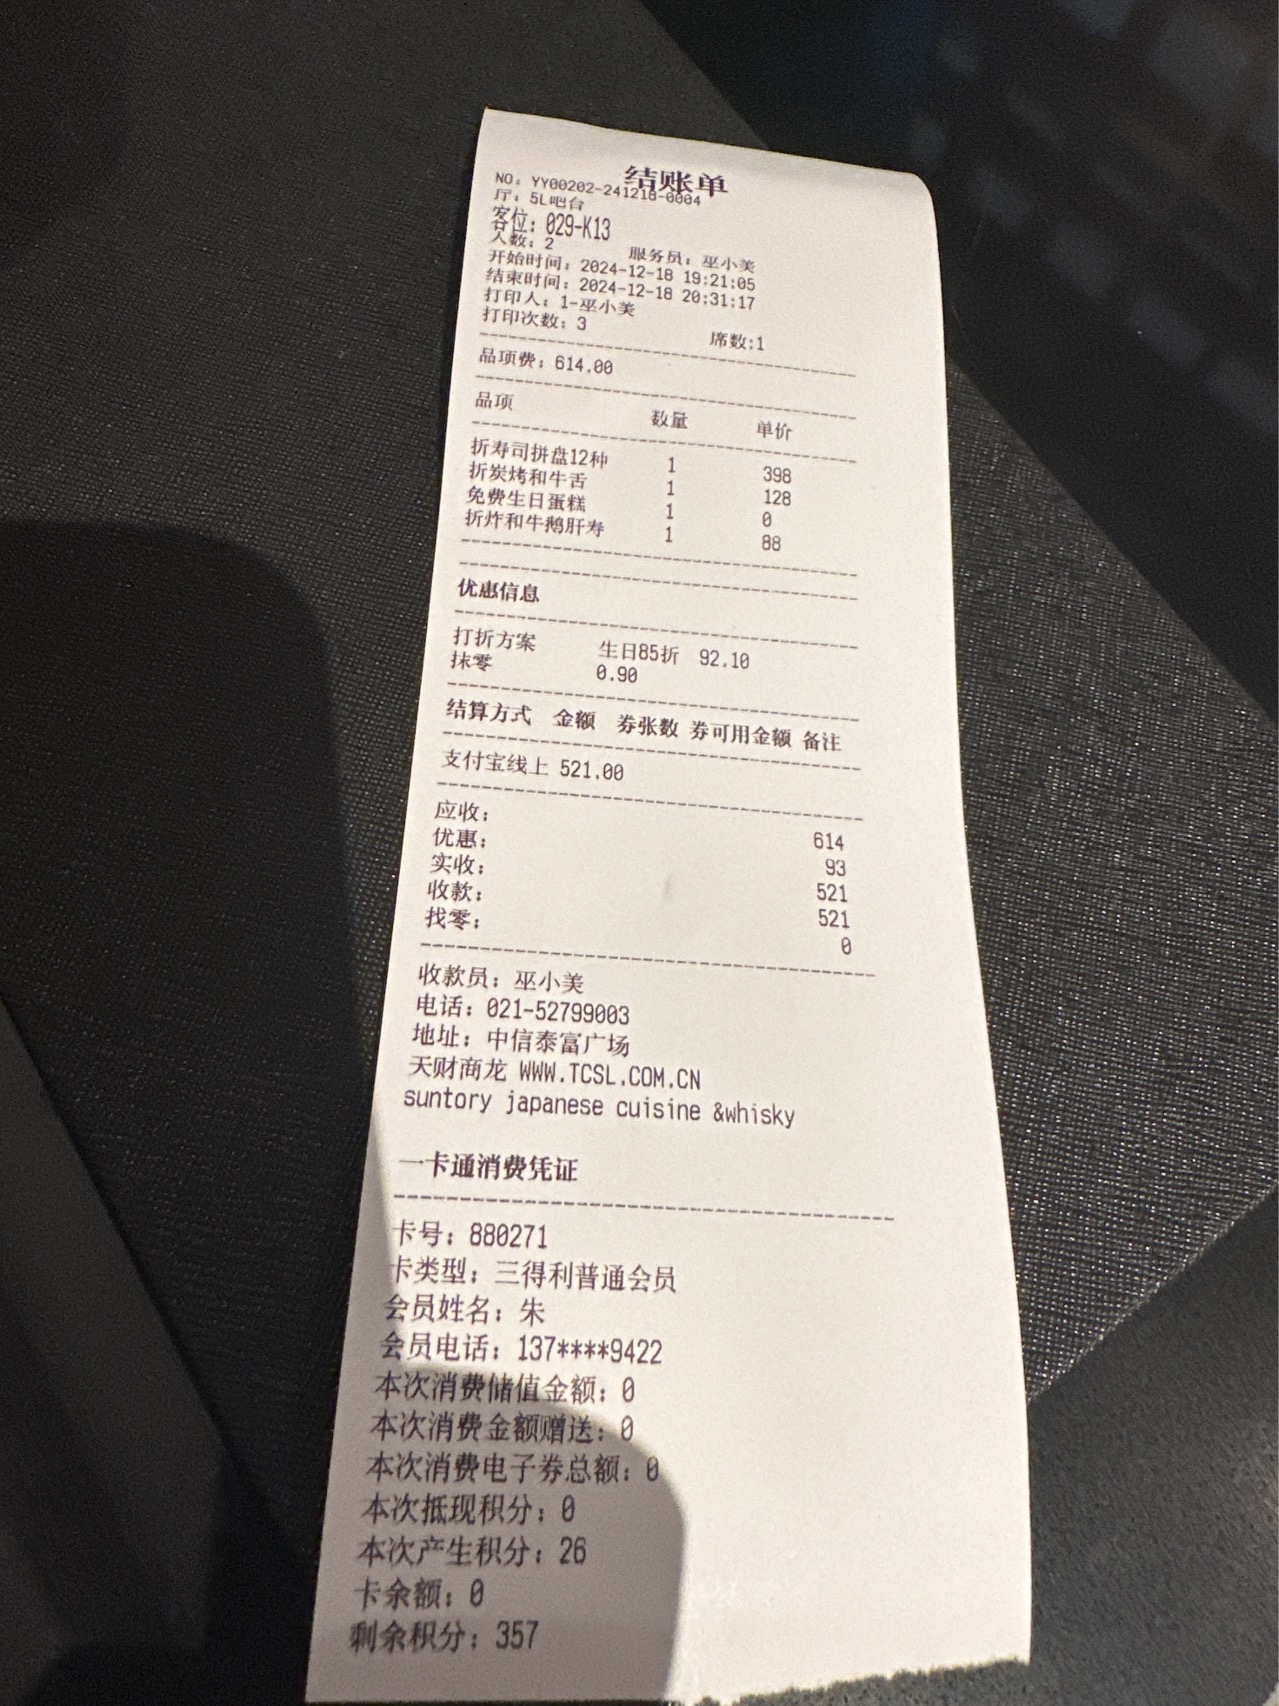 结账单
NO: YY00202-241218-0004
厅: 5L吧台
客位: 029-K13
人数: 2 服务员: 巫小美
开始时间: 2024-12-18 19:21:05
结束时间: 2024-12-18 20:31:17
打印人: 1-巫小美
打印次数: 3 席数:1
品项费: 614.00
品项 数量 单价
折寿司拼盘12种 1 398
折炭烤和牛舌 1 128
免费生日蛋糕 1 0
折炸和牛鹅肝寿 1 88
优惠信息
打折方案 生日85折 92.10
抹零 0.90
结算方式 金额 券张数 券可用金额 备注
支付宝线上 521.00
应收: 614
优惠: 93
实收: 521
收款: 521
找零: 0
收款员: 巫小美
电话: 021-52799003
地址: 中信泰富广场
天财商龙 WWW.TCSL.COM.CN
suntory japanese cuisine &whisky
一卡通消费凭证
卡号: 880271
卡类型: 三得利普通会员
会员姓名: 朱
会员电话: 137****9422
本次消费储值金额: 0
本次消费金额赠送: 0
本次消费电子券总额: 0
本次抵现积分: 0
本次产生积分: 26
卡余额: 0
剩余积分: 357